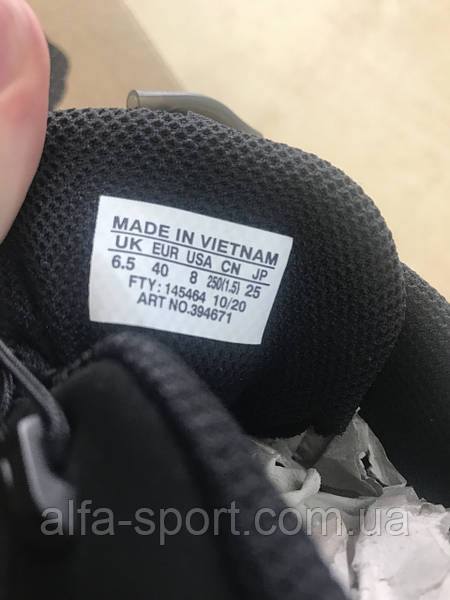 MADE IN VIETNAM
UK EUR USA CN JP
6.5 40 8 250(1.5) 25
FTY: 145464 10/20
ART NO.394671
alfa-sport.com.ua